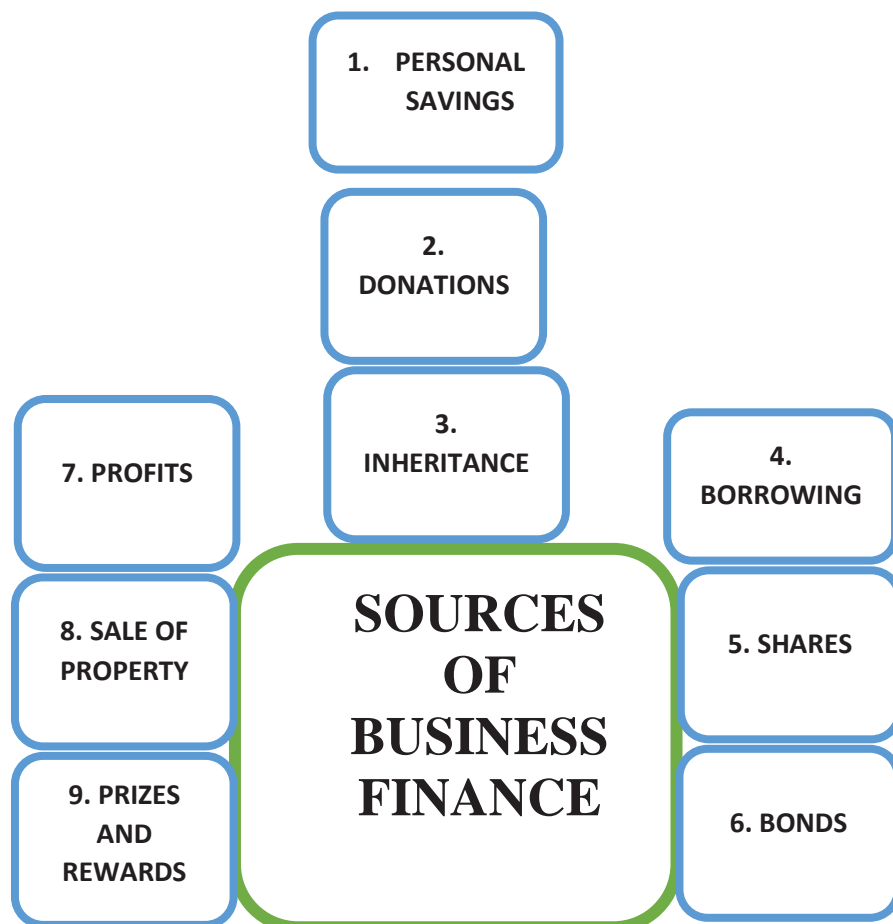 1. PERSONAL
SAVINGS
2.
DONATIONS
3.
INHERITANCE
4.
BORROWING
5. SHARES
6. BONDS
7. PROFITS
8. SALE OF
PROPERTY
9. PRIZES
AND
REWARDS
SOURCES
OF
BUSINESS
FINANCE